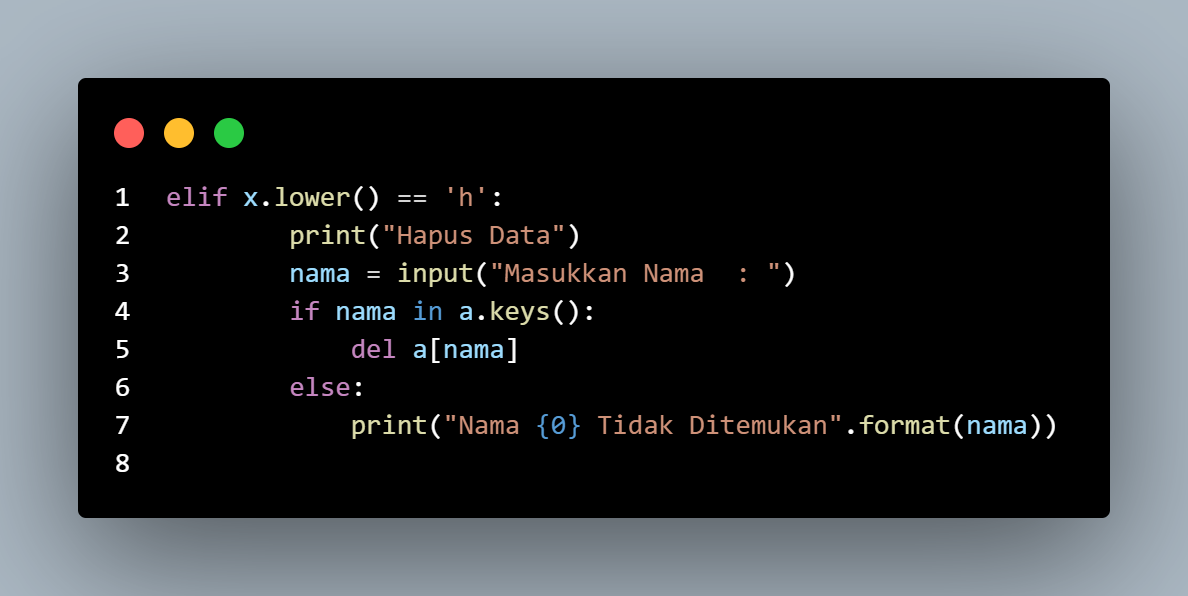 1 elif x.lower() == 'h':
2         print("Hapus Data")
3         nama = input("Masukkan Nama  : ")
4         if nama in a.keys():
5             del a[nama]
6         else:
7             print("Nama {0} Tidak Ditemukan".format(nama))
8